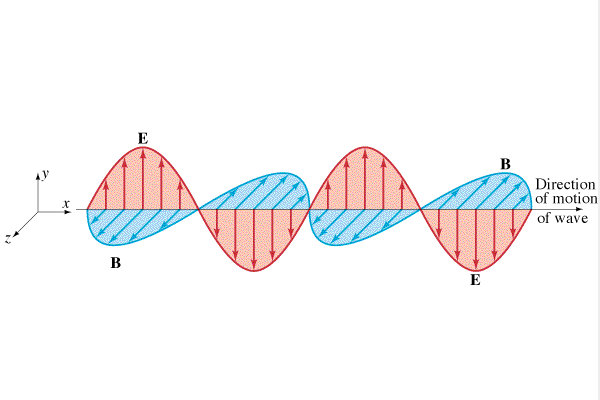 E
y
B
x
Direction
of motion
of wave
z
B
E